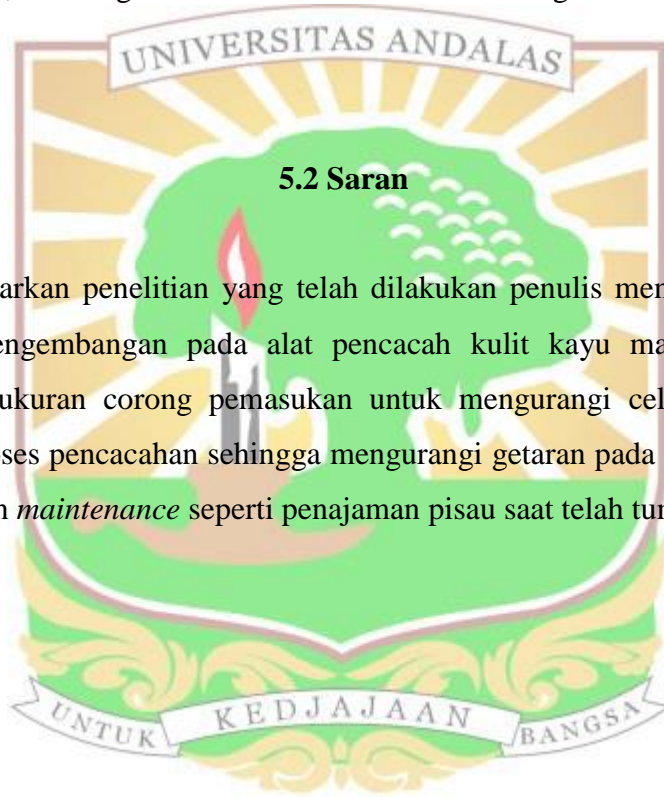 UNIVERSITAS ANDALAS
5.2 Saran
arkan penelitian yang telah dilakukan penulis men
engembangan pada alat pencacah kulit kayu ma
ukuran corong pemasukan untuk mengurangi cel
ses pencacahan sehingga mengurangi getaran pada
n maintenance seperti penajaman pisau saat telah tu
UNTUK KEDJAJAAN BANGSA